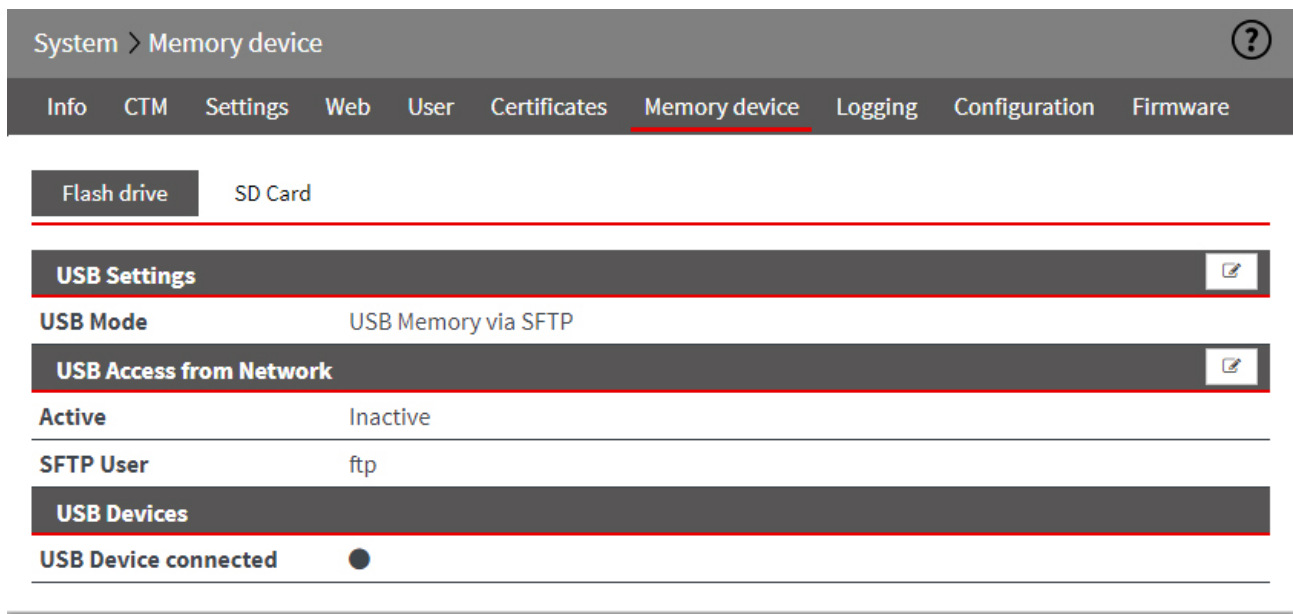 System > Memory device ?
Info CTM Settings Web User Certificates Memory device Logging Configuration Firmware
Flash drive SD Card
USB Settings
USB Mode USB Memory via SFTP
USB Access from Network
Active Inactive
SFTP User ftp
USB Devices
USB Device connected